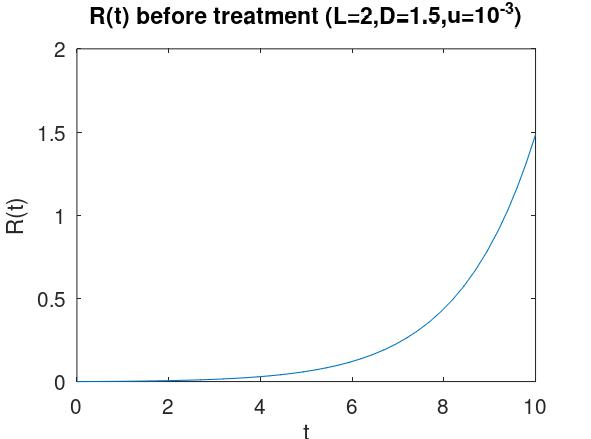 R(t) before treatment (L=2,D=1.5,u=10⁻³)
2
1.5
1
0.5
0
R(t)
0 2 4 6 8 10
t